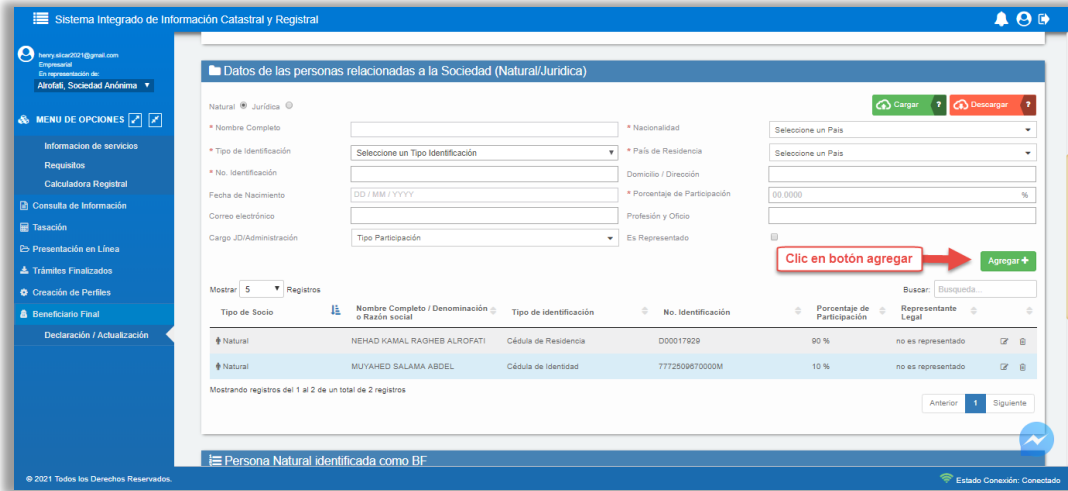 Sistema Integrado de Información Catastral y Registral
henry.slcar2021@gmail.com
Empresarial
En representación de:
Alrofati, Sociedad Anónima
MENU DE OPCIONES
Informacion de servicios
Requisitos
Calculadora Registral
Consulta de Información
Tasación
Presentación en Línea
Trámites Finalizados
Creación de Perfiles
Beneficiario Final
Declaración / Actualización
Datos de las personas relacionadas a la Sociedad (Natural/Juridica)
Natural Jurídica
Cargar ? Descargar ?
* Nombre Completo * Nacionalidad Seleccione un Pais
* Tipo de Identificación Seleccione un Tipo Identificación * País de Residencia Seleccione un Pais
* No. Identificación Domicilio / Dirección
Fecha de Nacimiento DD / MM / YYYY * Porcentaje de Participación 00.0000 %
Correo electrónico Profesión y Oficio
Cargo JD/Administración Tipo Participación Es Representado
Clic en botón agregar Agregar +
Mostrar 5 Registros Buscar: Busqueda...
Tipo de Socio Nombre Completo / Denominación o Razón social Tipo de identificación No. Identificación Porcentaje de Participación Representante Legal
Natural NEHAD KAMAL RAGHEB ALROFATI Cédula de Residencia D00017929 90 % no es representado
Natural MUYAHED SALAMA ABDEL Cédula de Identidad 7772509670000M 10 % no es representado
Mostrando registros del 1 al 2 de un total de 2 registros
Anterior 1 Siguiente
Persona Natural identificada como BF
© 2021 Todos los Derechos Reservados. Estado Conexión: Conectado